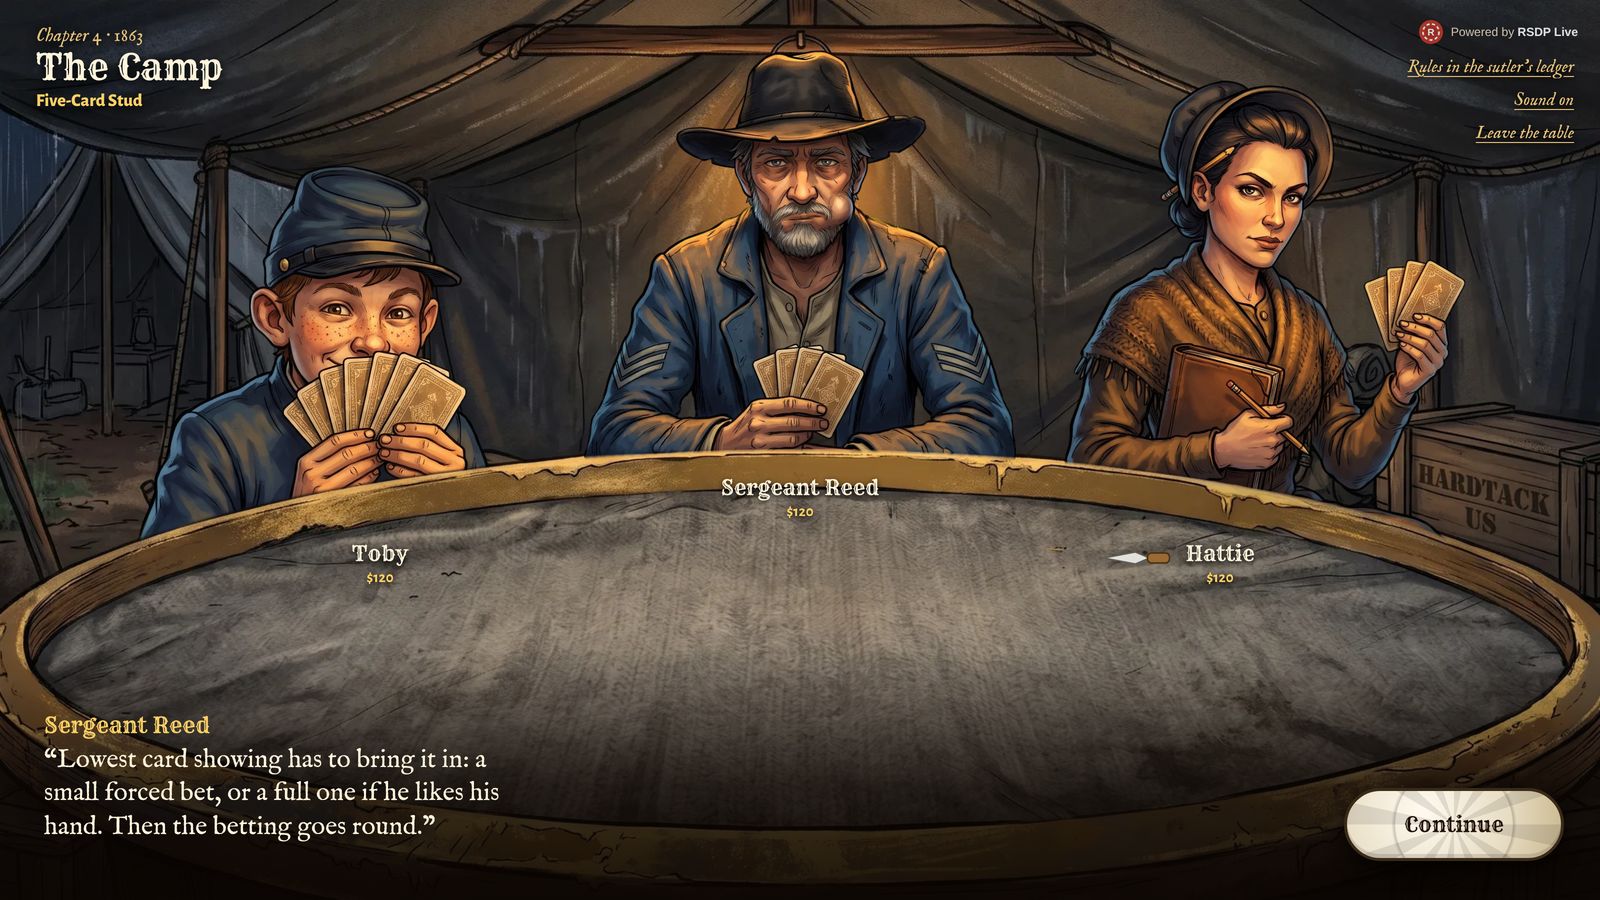 Chapter 4 · 1863
The Camp
Five-Card Stud
R Powered by RSDP Live
Rules in the sutler's ledger
Sound on
Leave the table
HARDTACK
US
Sergeant Reed
$120
Toby
$120
Hattie
$120
Sergeant Reed
“Lowest card showing has to bring it in: a
small forced bet, or a full one if he likes his
hand. Then the betting goes round.”
Continue